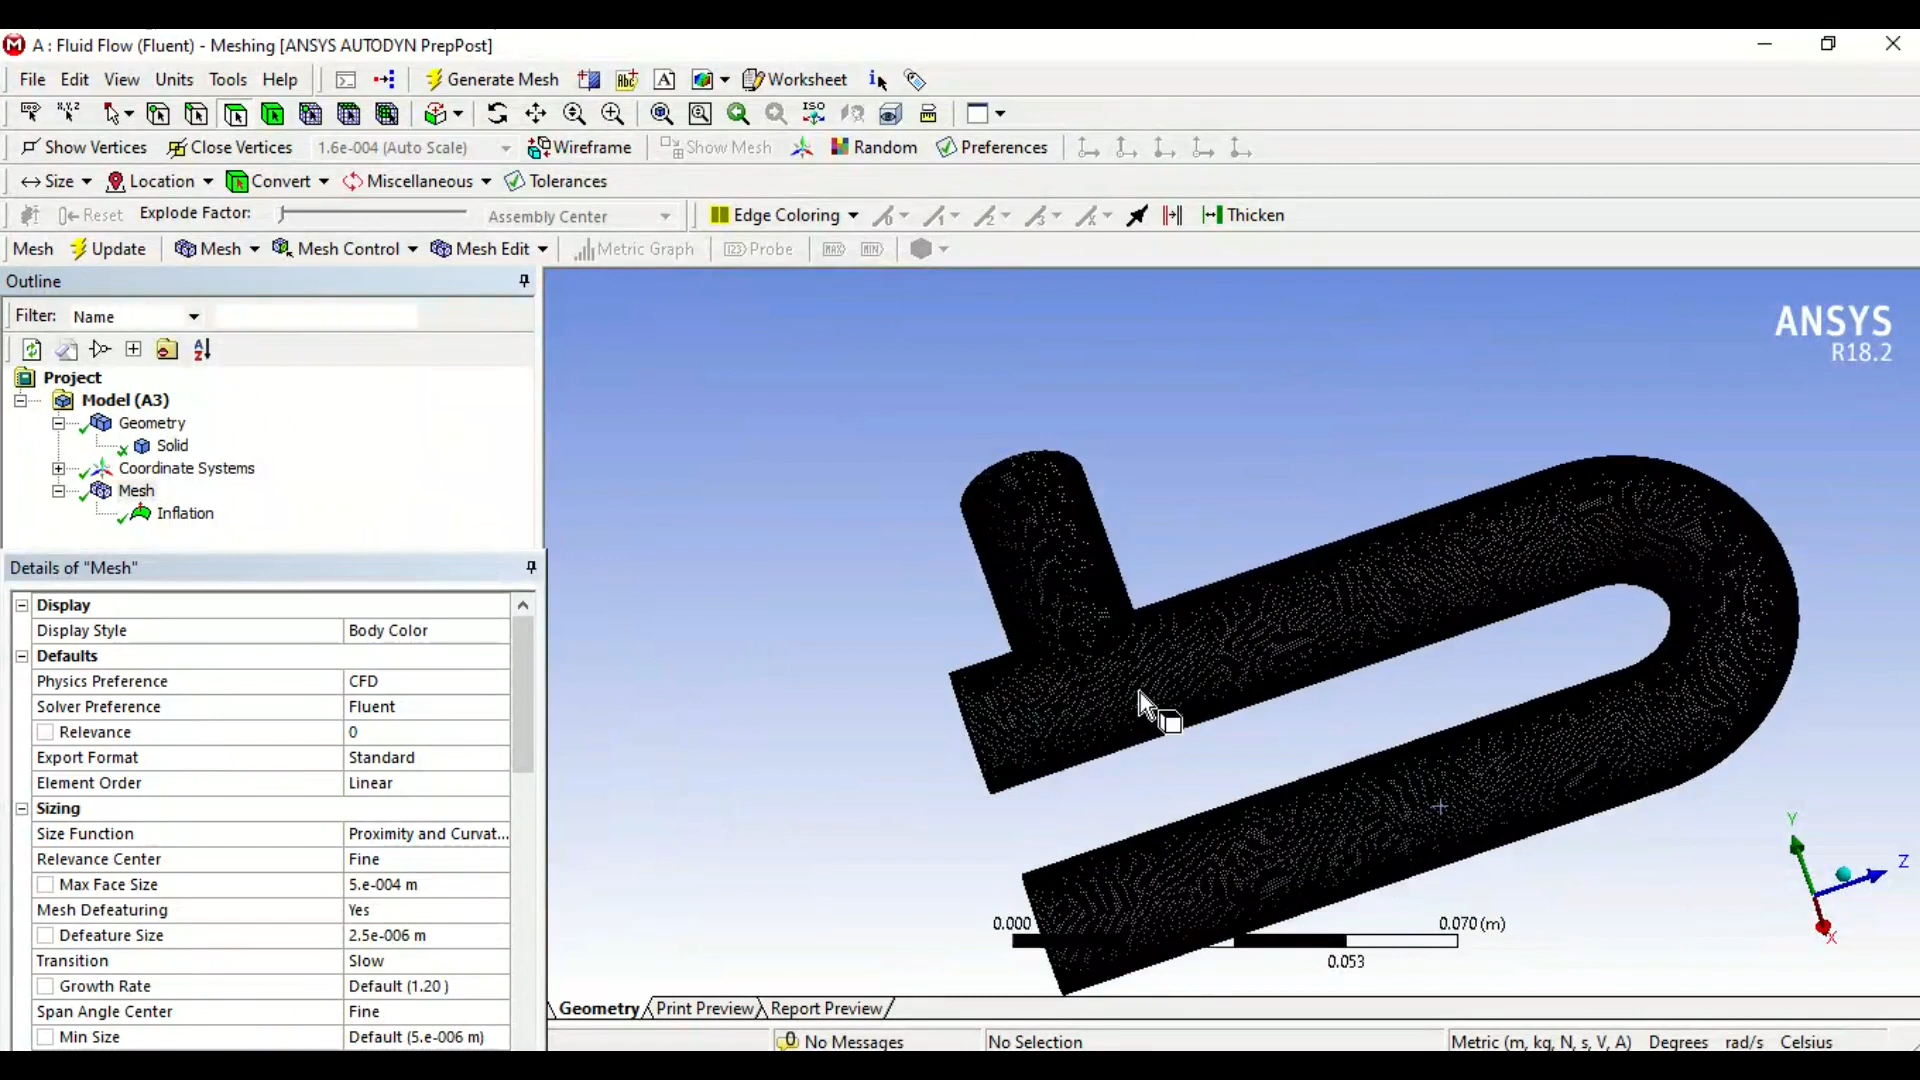 A : Fluid Flow (Fluent) - Meshing [ANSYS AUTODYN PrepPost]
File Edit View Units Tools Help Generate Mesh Worksheet
Show Vertices Close Vertices 1.6e-004 (Auto Scale) Wireframe Show Mesh Random Preferences
Size Location Convert Miscellaneous Tolerances
Reset Explode Factor: Assembly Center Edge Coloring Thicken
Mesh Update Mesh Mesh Control Mesh Edit Metric Graph Probe MAX MIN
Outline
Filter: Name
Project
Model (A3)
Geometry
Solid
Coordinate Systems
Mesh
Inflation
Details of "Mesh"
Display
Display Style Body Color
Defaults
Physics Preference CFD
Solver Preference Fluent
Relevance 0
Export Format Standard
Element Order Linear
Sizing
Size Function Proximity and Curvat...
Relevance Center Fine
Max Face Size 5.e-004 m
Mesh Defeaturing Yes
Defeature Size 2.5e-006 m
Transition Slow
Growth Rate Default (1.20 )
Span Angle Center Fine
Min Size Default (5.e-006 m)
ANSYS
R18.2
Y
Z
X
0.000 0.070 (m)
0.053
Geometry Print Preview Report Preview
0 No Messages No Selection Metric (m, kg, N, s, V, A) Degrees rad/s Celsius